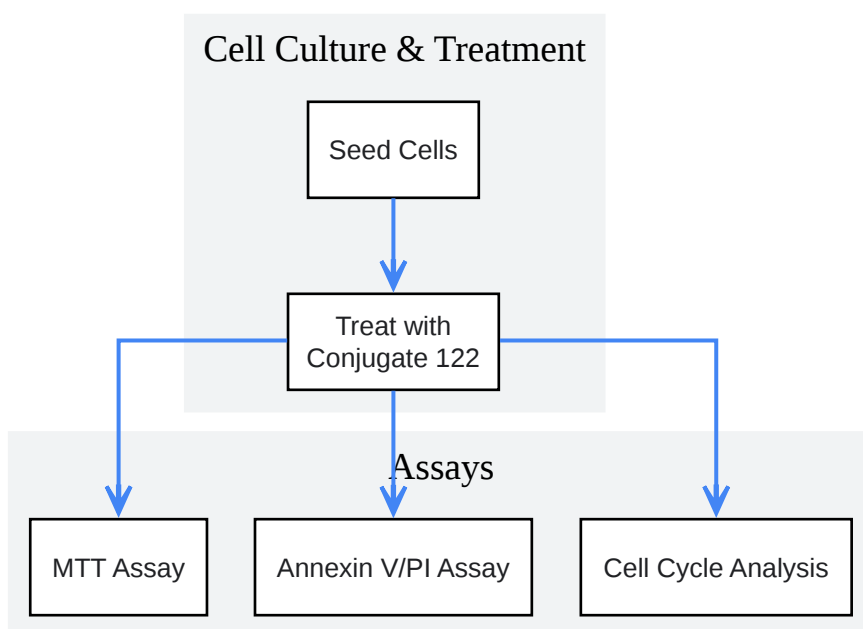 Cell Culture & Treatment
Seed Cells
Treat with
Conjugate 122
Assays
MTT Assay
Annexin V/PI Assay
Cell Cycle Analysis